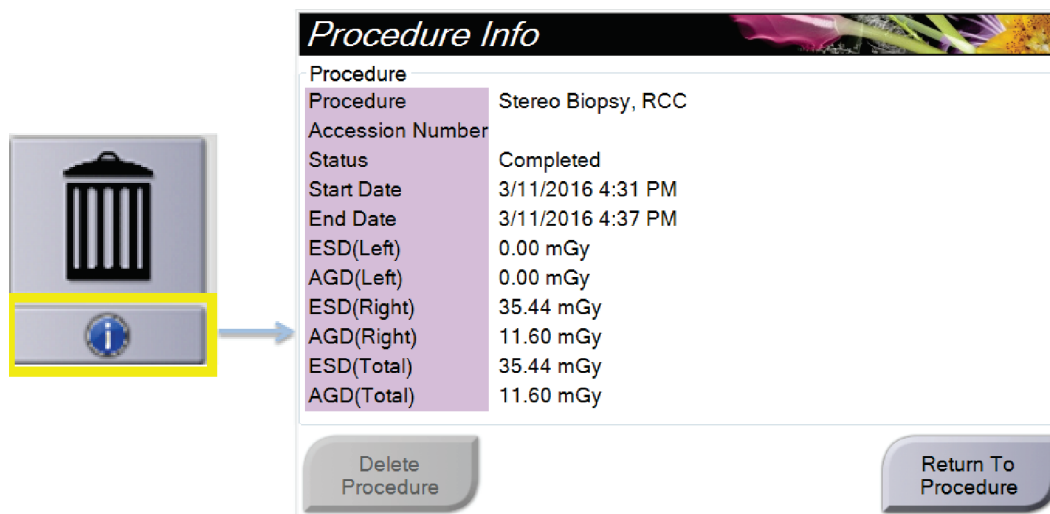 Procedure Info
Procedure
Procedure Stereo Biopsy, RCC
Accession Number
Status Completed
Start Date 3/11/2016 4:31 PM
End Date 3/11/2016 4:37 PM
ESD(Left) 0.00 mGy
AGD(Left) 0.00 mGy
ESD(Right) 35.44 mGy
AGD(Right) 11.60 mGy
ESD(Total) 35.44 mGy
AGD(Total) 11.60 mGy
Delete
Procedure
Return To
Procedure